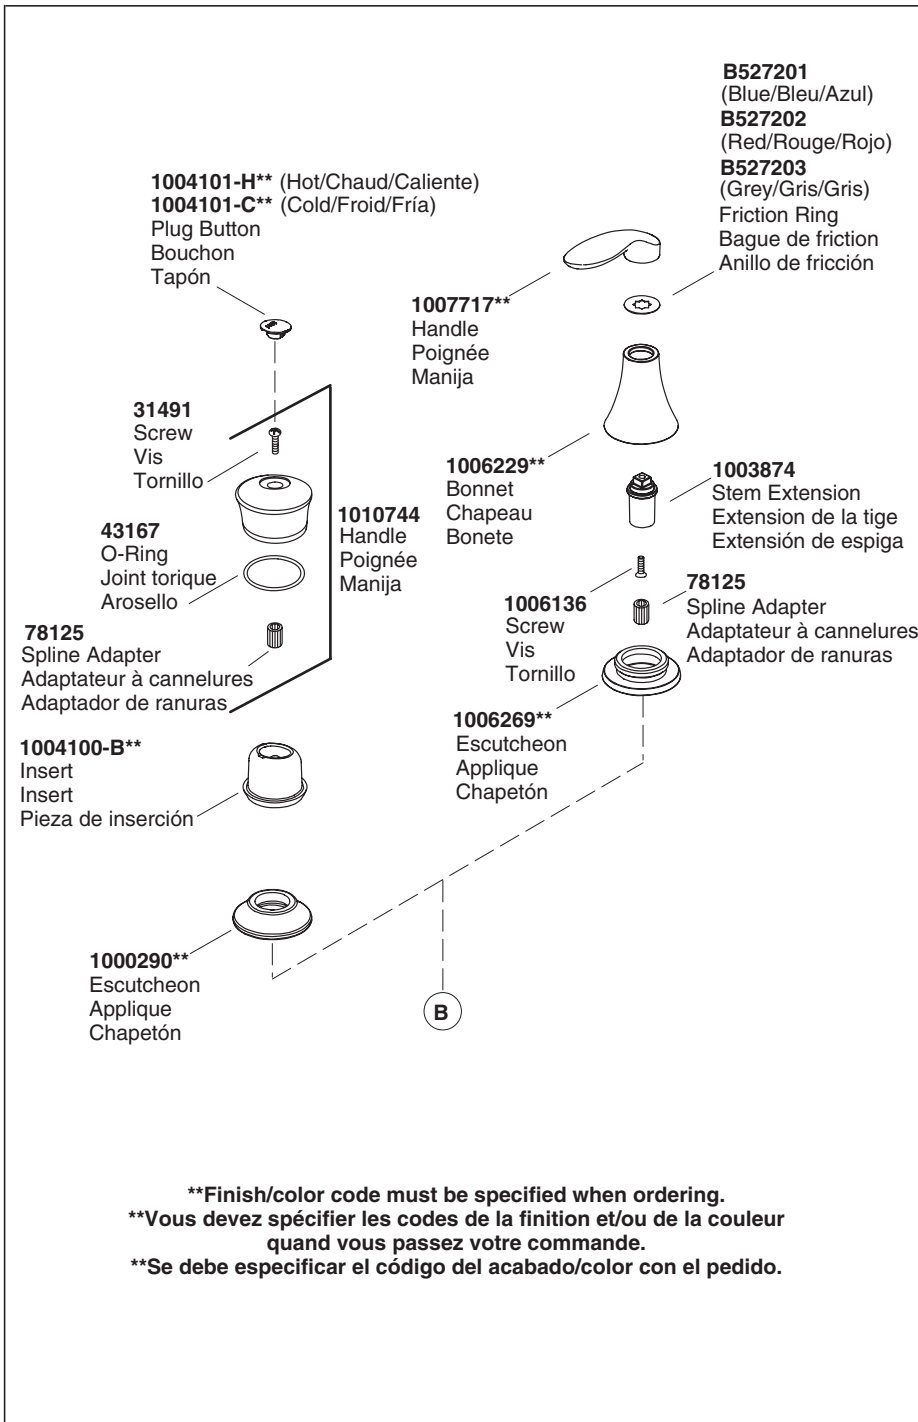 B527201
(Blue/Bleu/Azul)
B527202
(Red/Rouge/Rojo)
B527203
(Grey/Gris/Gris)
Friction Ring
Bague de friction
Anillo de fricción
1004101-H** (Hot/Chaud/Caliente)
1004101-C** (Cold/Froid/Fría)
Plug Button
Bouchon
Tapón
1007717**
Handle
Poignée
Manija
31491
Screw
Vis
Tornillo
1006229**
Bonnet
Chapeau
Bonete
1003874
Stem Extension
Extension de la tige
Extensión de espiga
43167
O-Ring
Joint torique
Arosello
1010744
Handle
Poignée
Manija
78125
Spline Adapter
Adaptateur à cannelures
Adaptador de ranuras
1006136
Screw
Vis
Tornillo
78125
Spline Adapter
Adaptateur à cannelures
Adaptador de ranuras
1006269**
Escutcheon
Applique
Chapetón
1004100-B**
Insert
Insert
Pieza de inserción
1000290**
Escutcheon
Applique
Chapetón
B
**Finish/color code must be specified when ordering.
**Vous devez spécifier les codes de la finition et/ou de la couleur
quand vous passez votre commande.
**Se debe especificar el código del acabado/color con el pedido.